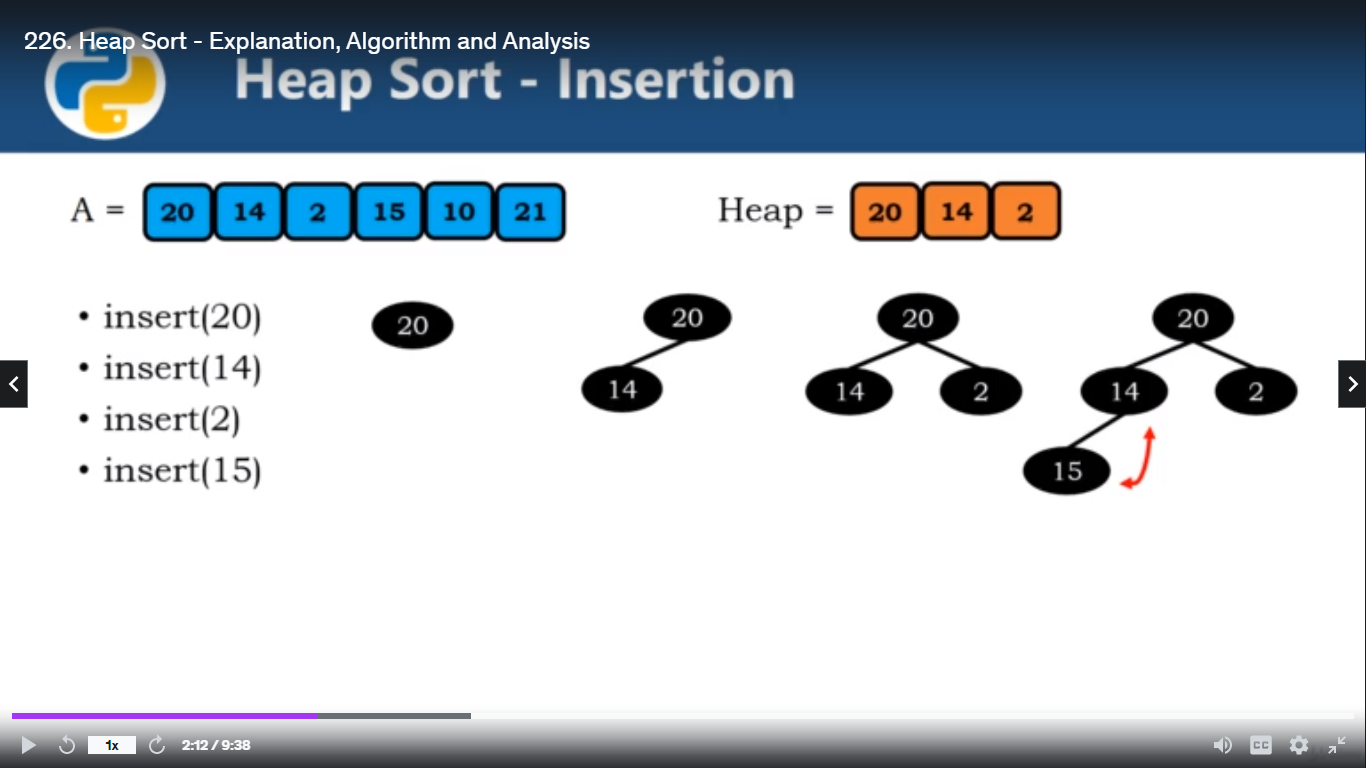 226. Heap Sort - Explanation, Algorithm and Analysis
Heap Sort - Insertion
A = 20 14 2 15 10 21
Heap = 20 14 2
• insert(20)
• insert(14)
• insert(2)
• insert(15)
20
20
14
20
14 2
20
14 2
15
1x
2:12 / 9:38
CC